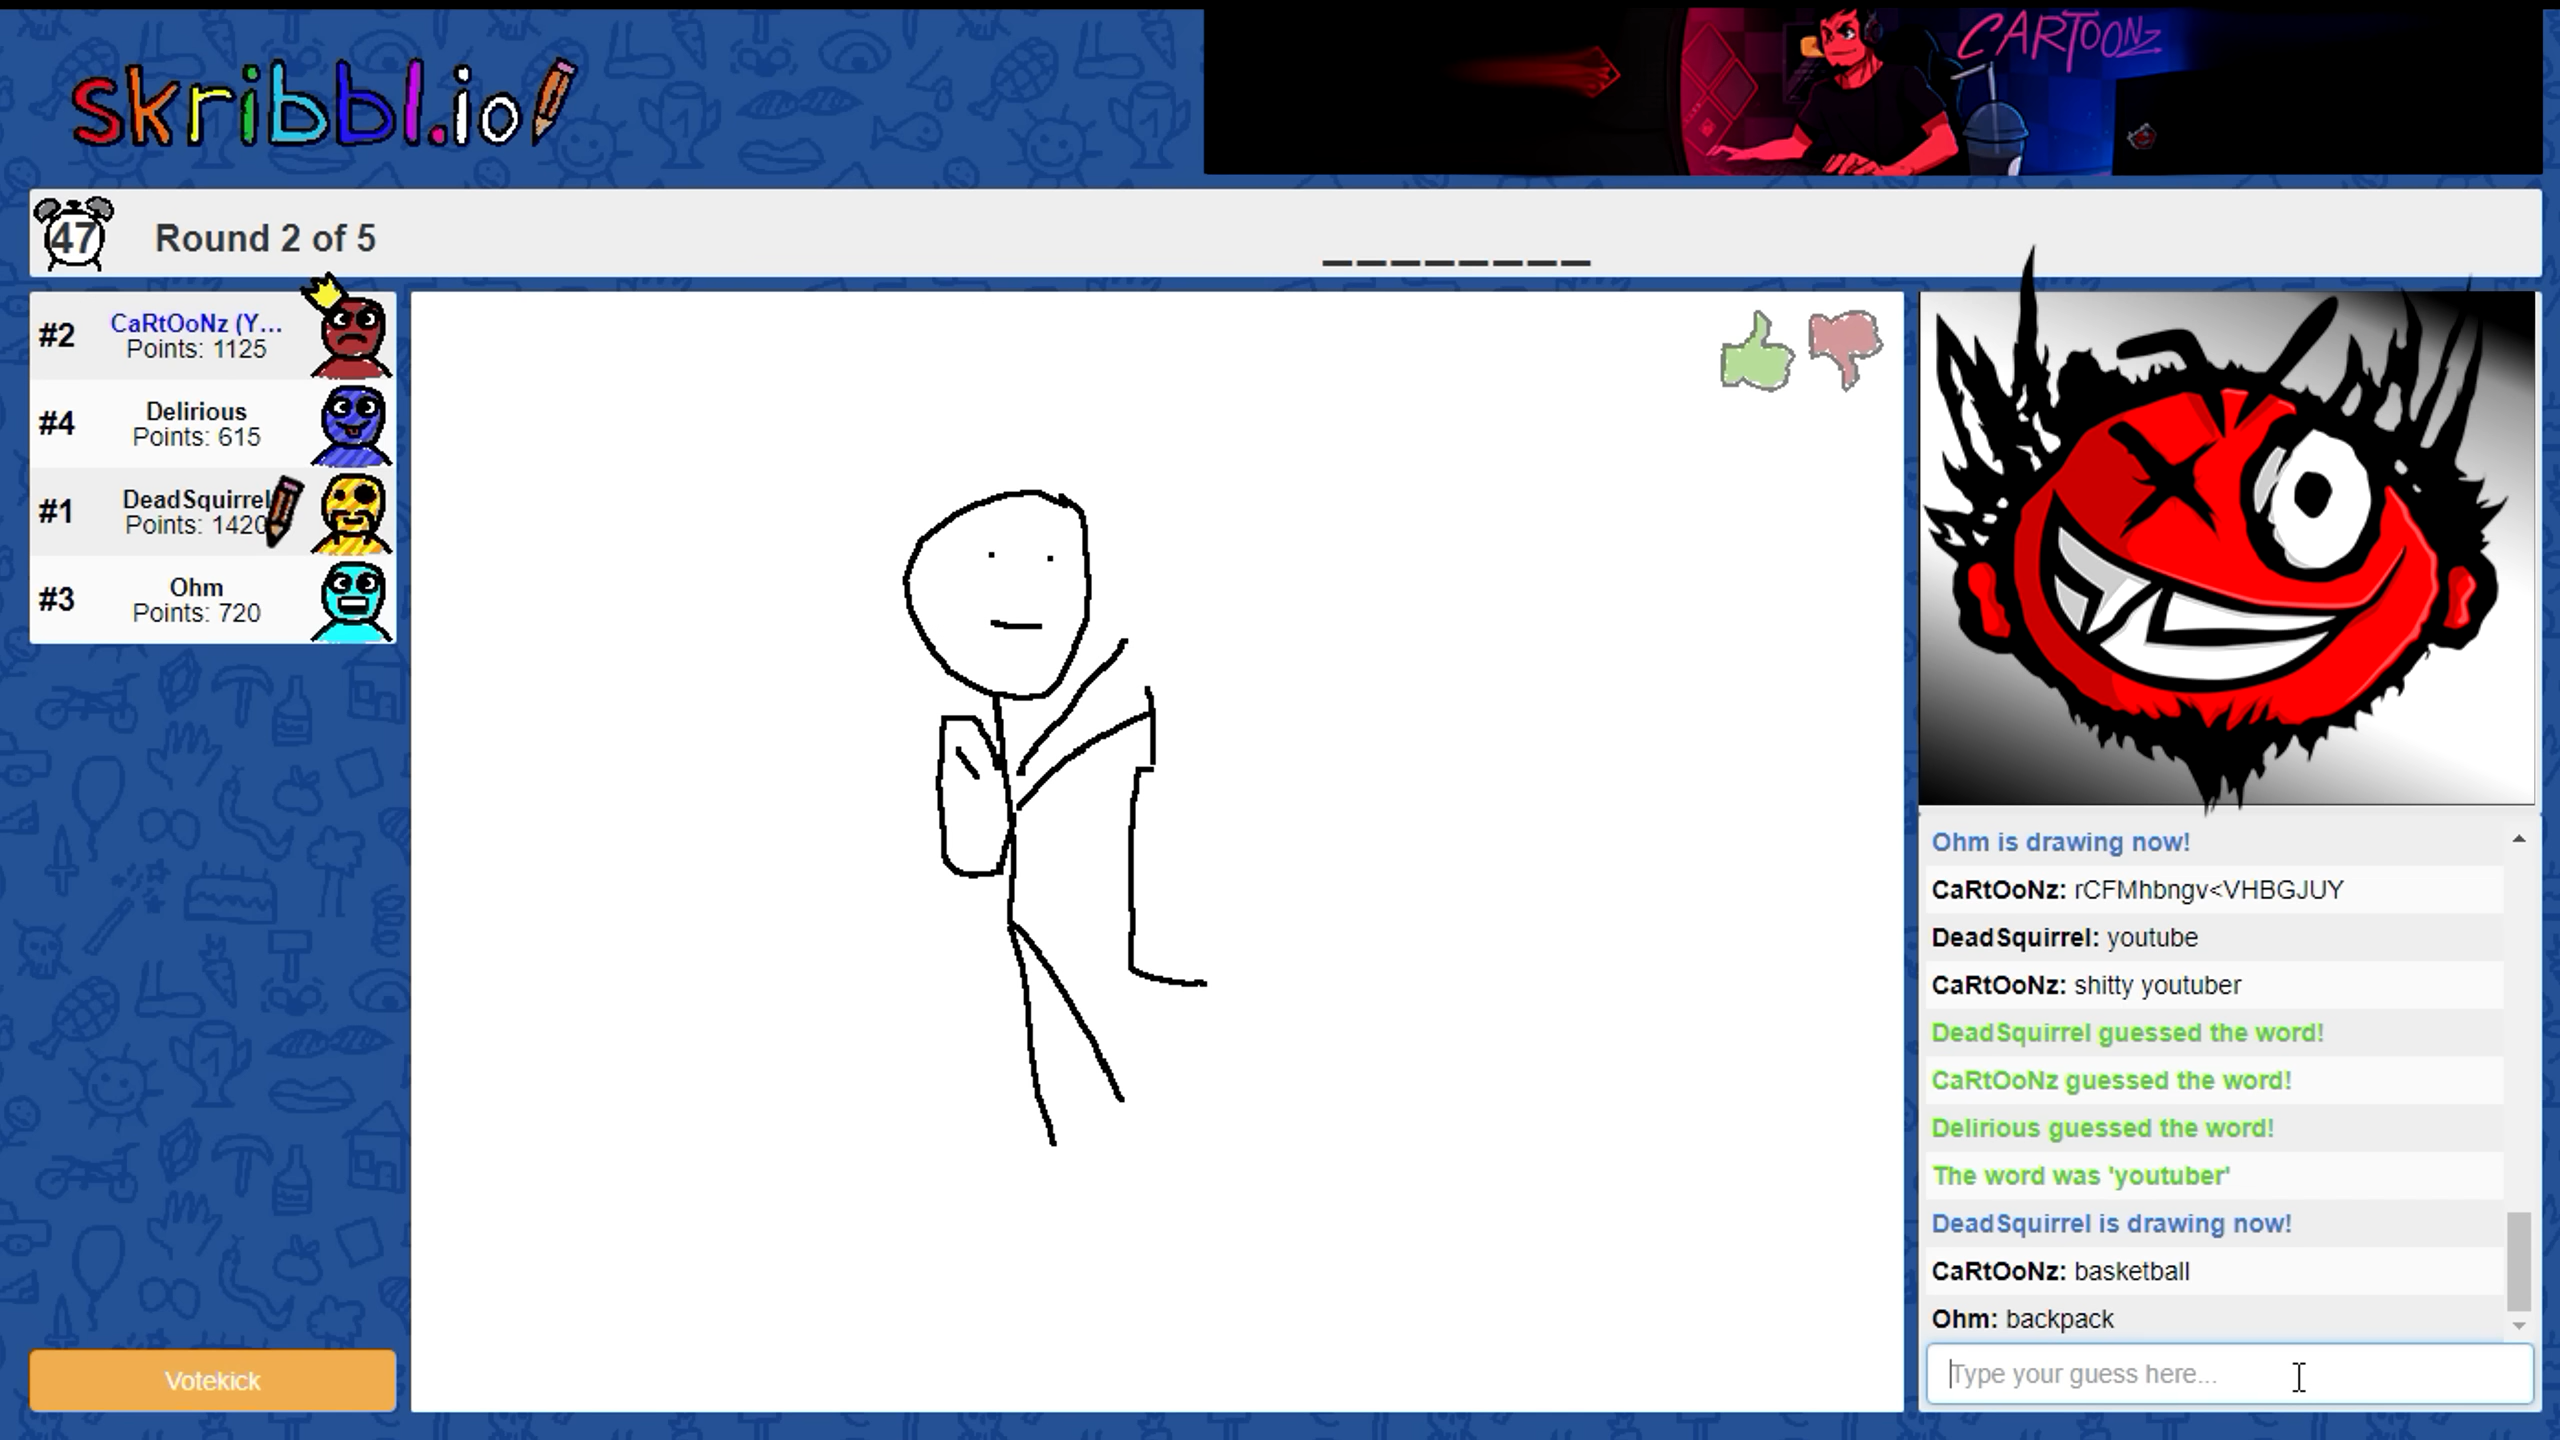 skribbl.io
CARTOONZ
47
Round 2 of 5
________
#2
CaRtOoNz (Y...
Points: 1125
#4
Delirious
Points: 615
#1
DeadSquirrel
Points: 1420
#3
Ohm
Points: 720
Votekick
Ohm is drawing now!
CaRtOoNz: rCFMhbngv<VHBGJUY
DeadSquirrel: youtube
CaRtOoNz: shitty youtuber
DeadSquirrel guessed the word!
CaRtOoNz guessed the word!
Delirious guessed the word!
The word was 'youtuber'
DeadSquirrel is drawing now!
CaRtOoNz: basketball
Ohm: backpack
Type your guess here...